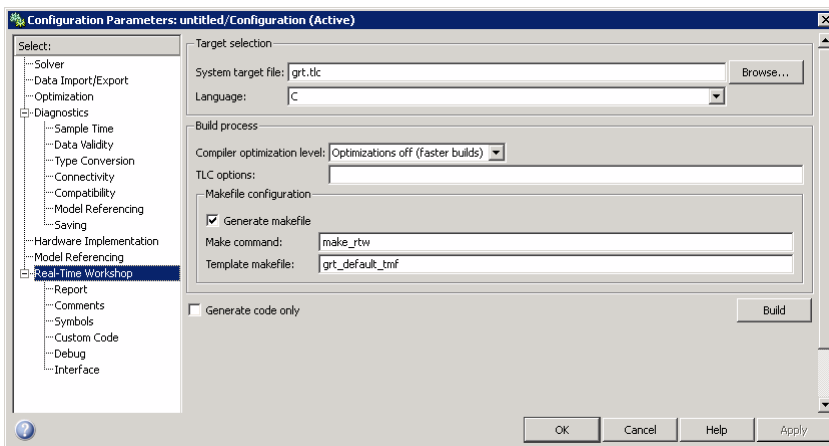 Configuration Parameters: untitled/Configuration (Active)
Select:
Solver
Data Import/Export
Optimization
Diagnostics
Sample Time
Data Validity
Type Conversion
Connectivity
Compatibility
Model Referencing
Saving
Hardware Implementation
Model Referencing
Real-Time Workshop
Report
Comments
Symbols
Custom Code
Debug
Interface
Target selection
System target file: grt.tlc Browse...
Language: C
Build process
Compiler optimization level: Optimizations off (faster builds)
TLC options:
Makefile configuration
Generate makefile
Make command: make_rtw
Template makefile: grt_default_tmf
Generate code only Build
OK Cancel Help Apply